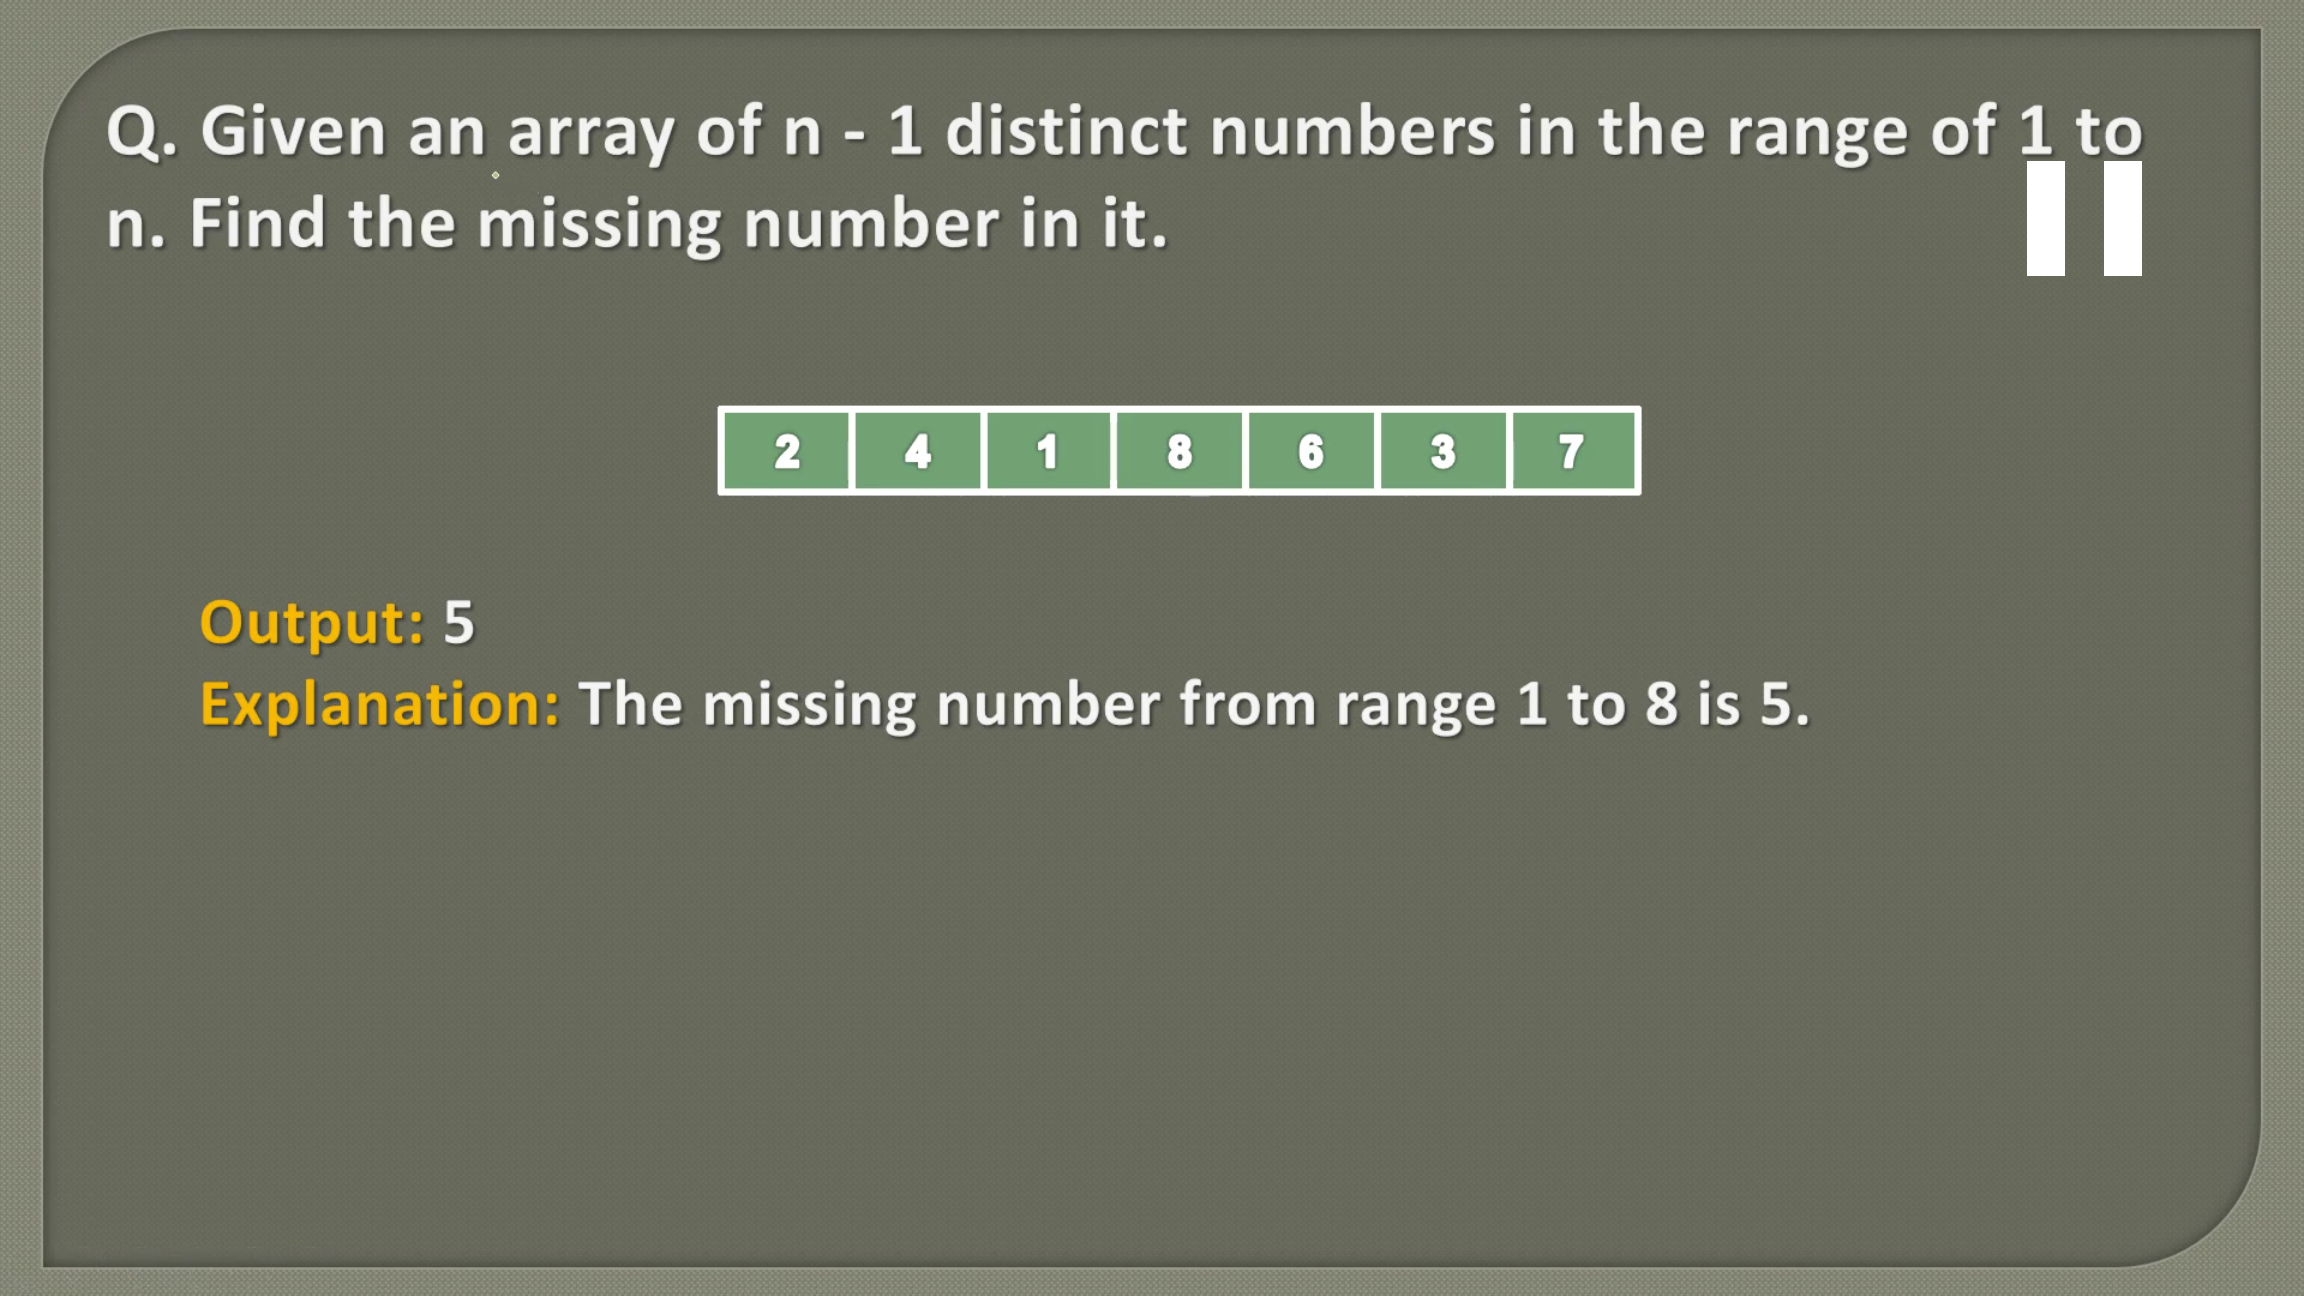 Q. Given an array of n - 1 distinct numbers in the range of 1 to
n. Find the missing number in it.
2 4 1 8 6 3 7
Output: 5
Explanation: The missing number from range 1 to 8 is 5.